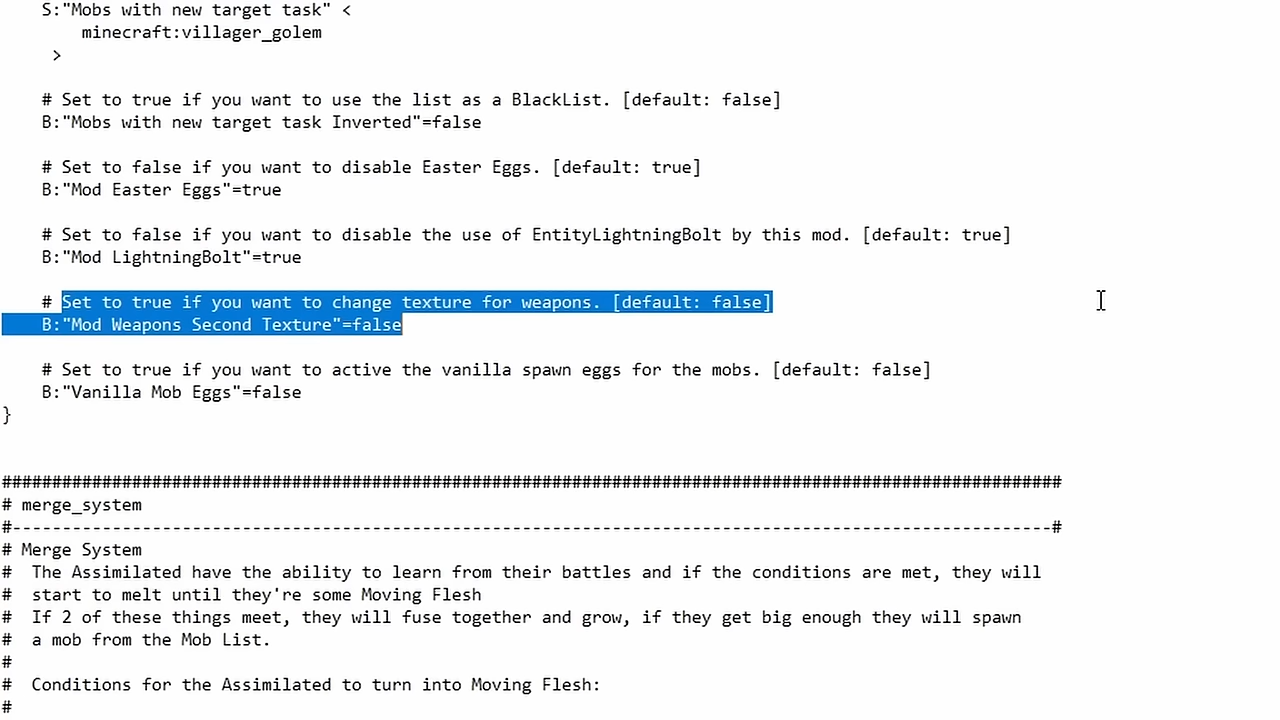 S:"Mobs with new target task" <
minecraft:villager_golem
>
# Set to true if you want to use the list as a BlackList. [default: false]
B:"Mobs with new target task Inverted"=false
# Set to false if you want to disable Easter Eggs. [default: true]
B:"Mod Easter Eggs"=true
# Set to false if you want to disable the use of EntityLightningBolt by this mod. [default: true]
B:"Mod LightningBolt"=true
# Set to true if you want to change texture for weapons. [default: false]
B:"Mod Weapons Second Texture"=false
# Set to true if you want to active the vanilla spawn eggs for the mobs. [default: false]
B:"Vanilla Mob Eggs"=false
}
##########################################################################################################
# merge_system
#--------------------------------------------------------------------------------------------------------#
# Merge System
#  The Assimilated have the ability to learn from their battles and if the conditions are met, they will
#  start to melt until they're some Moving Flesh
#  If 2 of these things meet, they will fuse together and grow, if they get big enough they will spawn
#  a mob from the Mob List.
#
#  Conditions for the Assimilated to turn into Moving Flesh:
#